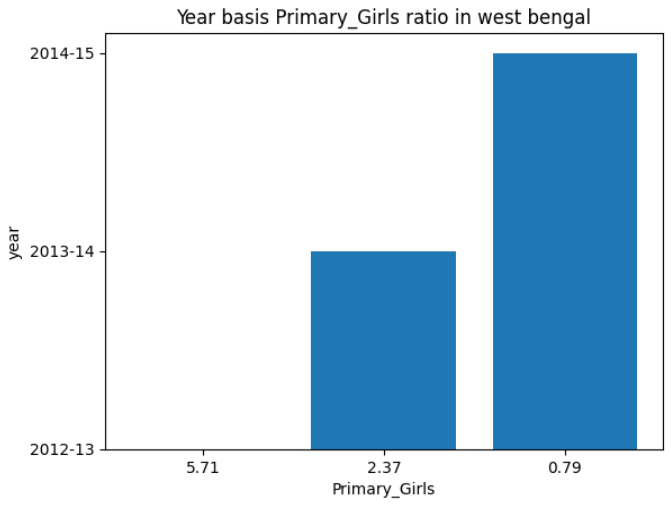 Year basis Primary_Girls ratio in west bengal
2014-15
2013-14
2012-13
year
5.71 2.37 0.79
Primary_Girls